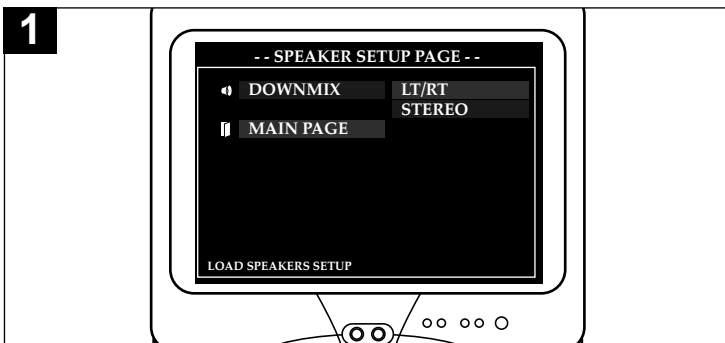 1
- - SPEAKER SETUP PAGE - -
DOWNMIX LT/RT
STEREO
MAIN PAGE
LOAD SPEAKERS SETUP